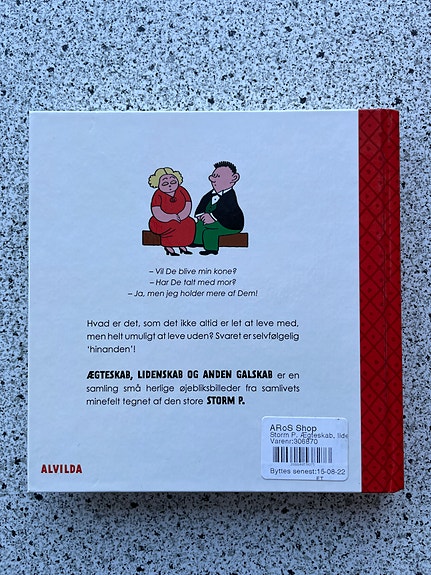 – Vil De blive min kone?
– Har De talt med mor?
– Ja, men jeg holder mere af Dem!
Hvad er det, som det ikke altid er let at leve med,
men helt umuligt at leve uden? Svaret er selvfølgelig
'hinanden'!
ÆGTESKAB, LIDENSKAB OG ANDEN GALSKAB er en
samling små herlige øjebliksbilleder fra samlivets
minefelt tegnet af den store STORM P.
ARoS Shop
Storm P. Ægteskab, lide
Varenr:306870
Byttes senest:15-08-22
ALVILDA